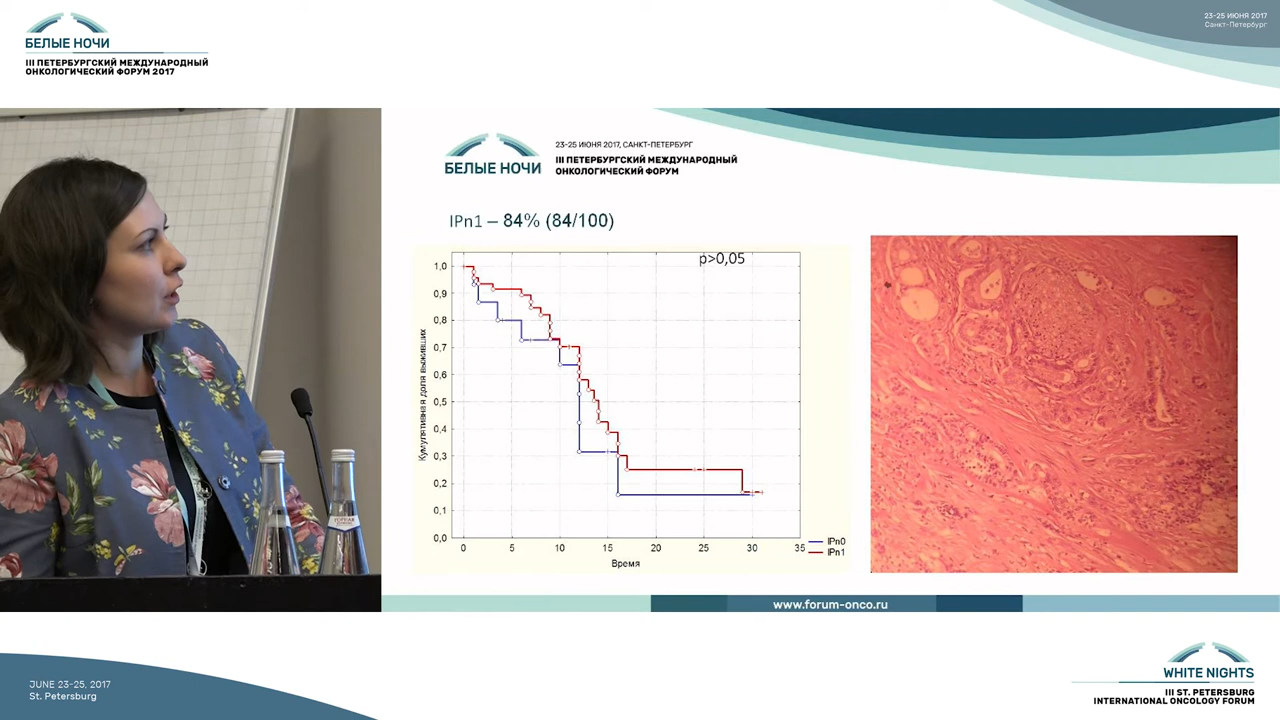 БЕЛЫЕ НОЧИ
III ПЕТЕРБУРГСКИЙ МЕЖДУНАРОДНЫЙ
ОНКОЛОГИЧЕСКИЙ ФОРУМ 2017
23-25 ИЮНЯ 2017
Санкт-Петербург
БЕЛЫЕ НОЧИ
23-25 ИЮНЯ 2017, САНКТ-ПЕТЕРБУРГ
III ПЕТЕРБУРГСКИЙ МЕЖДУНАРОДНЫЙ
ОНКОЛОГИЧЕСКИЙ ФОРУМ
IPn1 – 84% (84/100)
p>0,05
Кумулятивная доля выживших
1,0
0,9
0,8
0,7
0,6
0,5
0,4
0,3
0,2
0,1
0,0
0 5 10 15 20 25 30 35
Время
IPn0
IPn1
www.forum-onco.ru
JUNE 23-25, 2017
St. Petersburg
WHITE NIGHTS
III ST. PETERSBURG
INTERNATIONAL ONCOLOGY FORUM